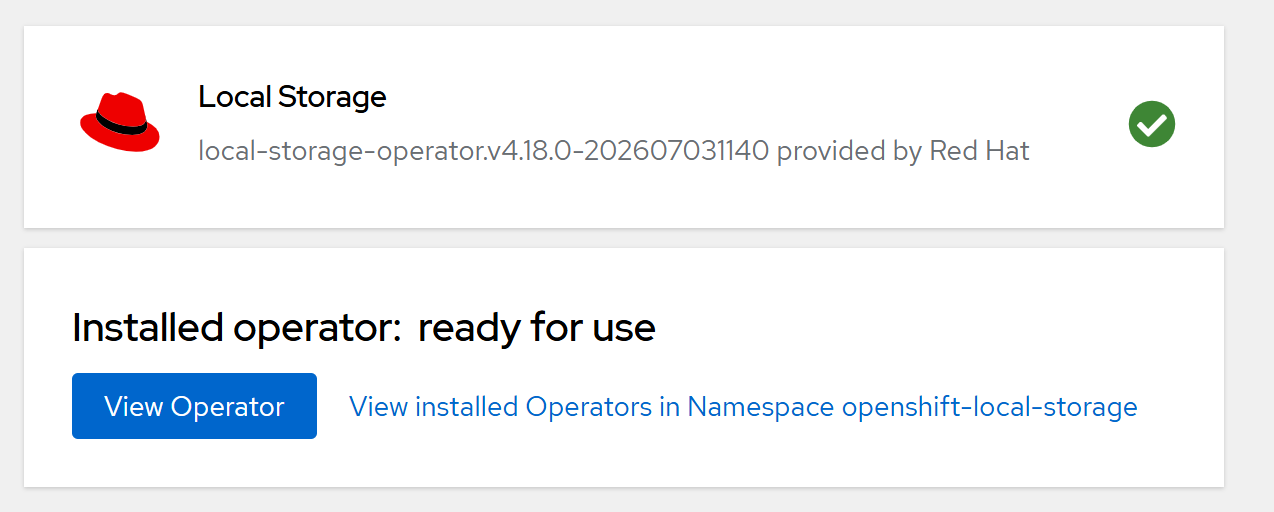 Local Storage
local-storage-operator.v4.18.0-202607031140 provided by Red Hat
Installed operator: ready for use
View Operator View installed Operators in Namespace openshift-local-storage